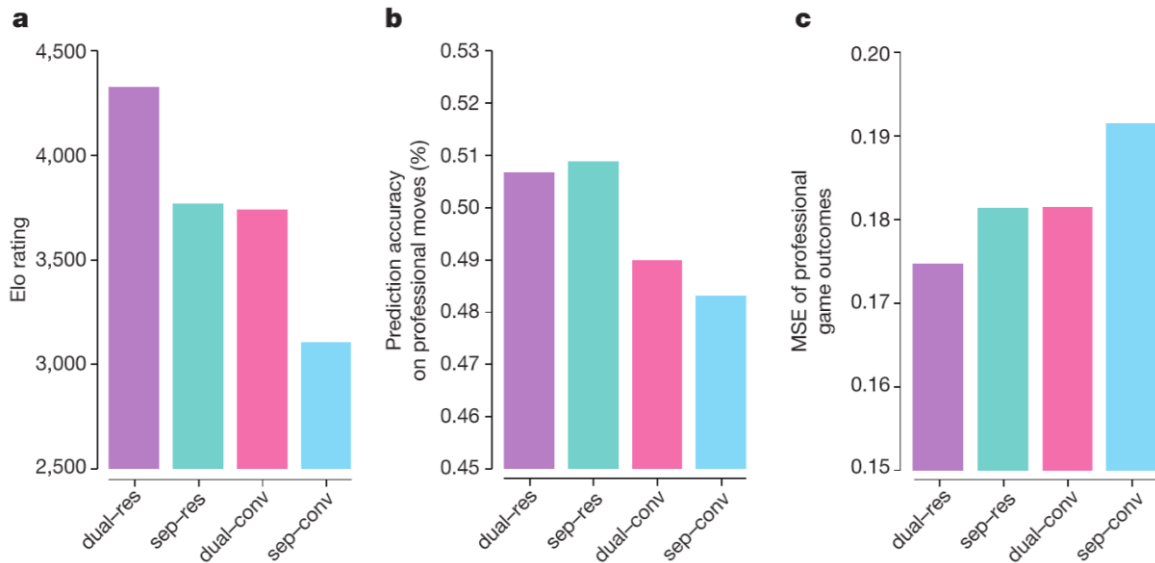 a
Elo rating
4,500
4,000
3,500
3,000
2,500
dual–res
sep–res
dual–conv
sep–conv
b
Prediction accuracy
on professional moves (%)
0.53
0.52
0.51
0.50
0.49
0.48
0.47
0.46
0.45
dual–res
sep–res
dual–conv
sep–conv
c
MSE of professional
game outcomes
0.20
0.19
0.18
0.17
0.16
0.15
dual–res
sep–res
dual–conv
sep–conv